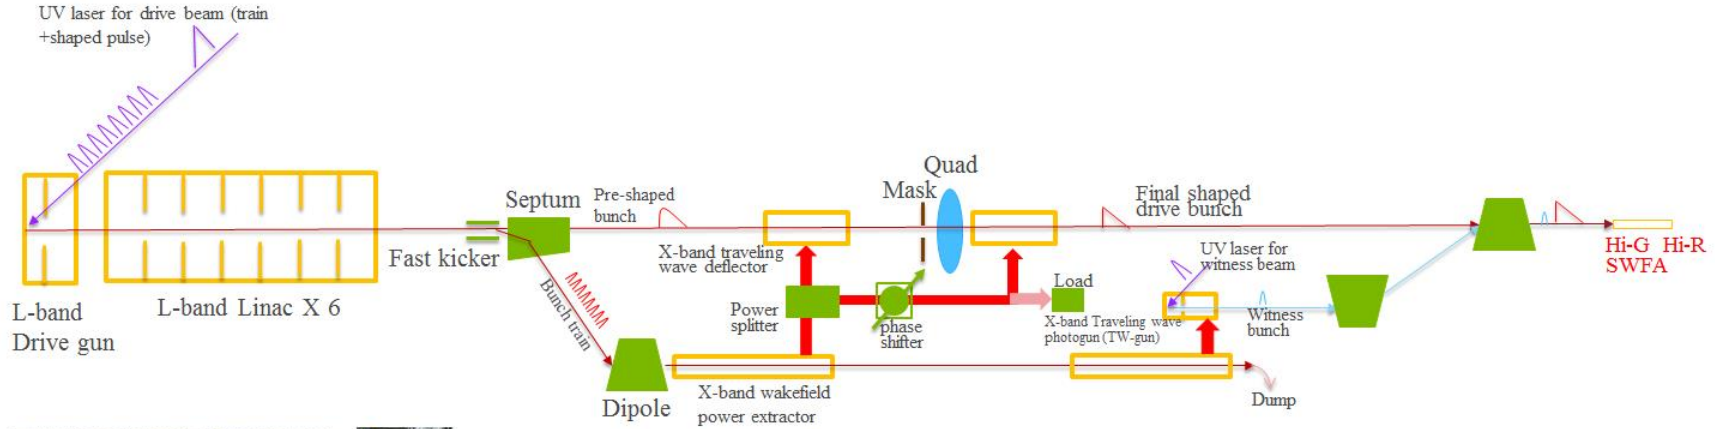 UV laser for drive beam (train
+shaped pulse)
L-band
Drive gun
L-band Linac X 6
Fast kicker
Septum
Pre-shaped
bunch
Bunch train
Dipole
X-band traveling
wave deflector
Power
splitter
phase
shifter
X-band wakefield
power extractor
Mask
Quad
Load
X-band Traveling wave
photogun (TW-gun)
Final shaped
drive bunch
UV laser for
witness beam
Witness
bunch
Dump
Hi-G Hi-R
SWFA